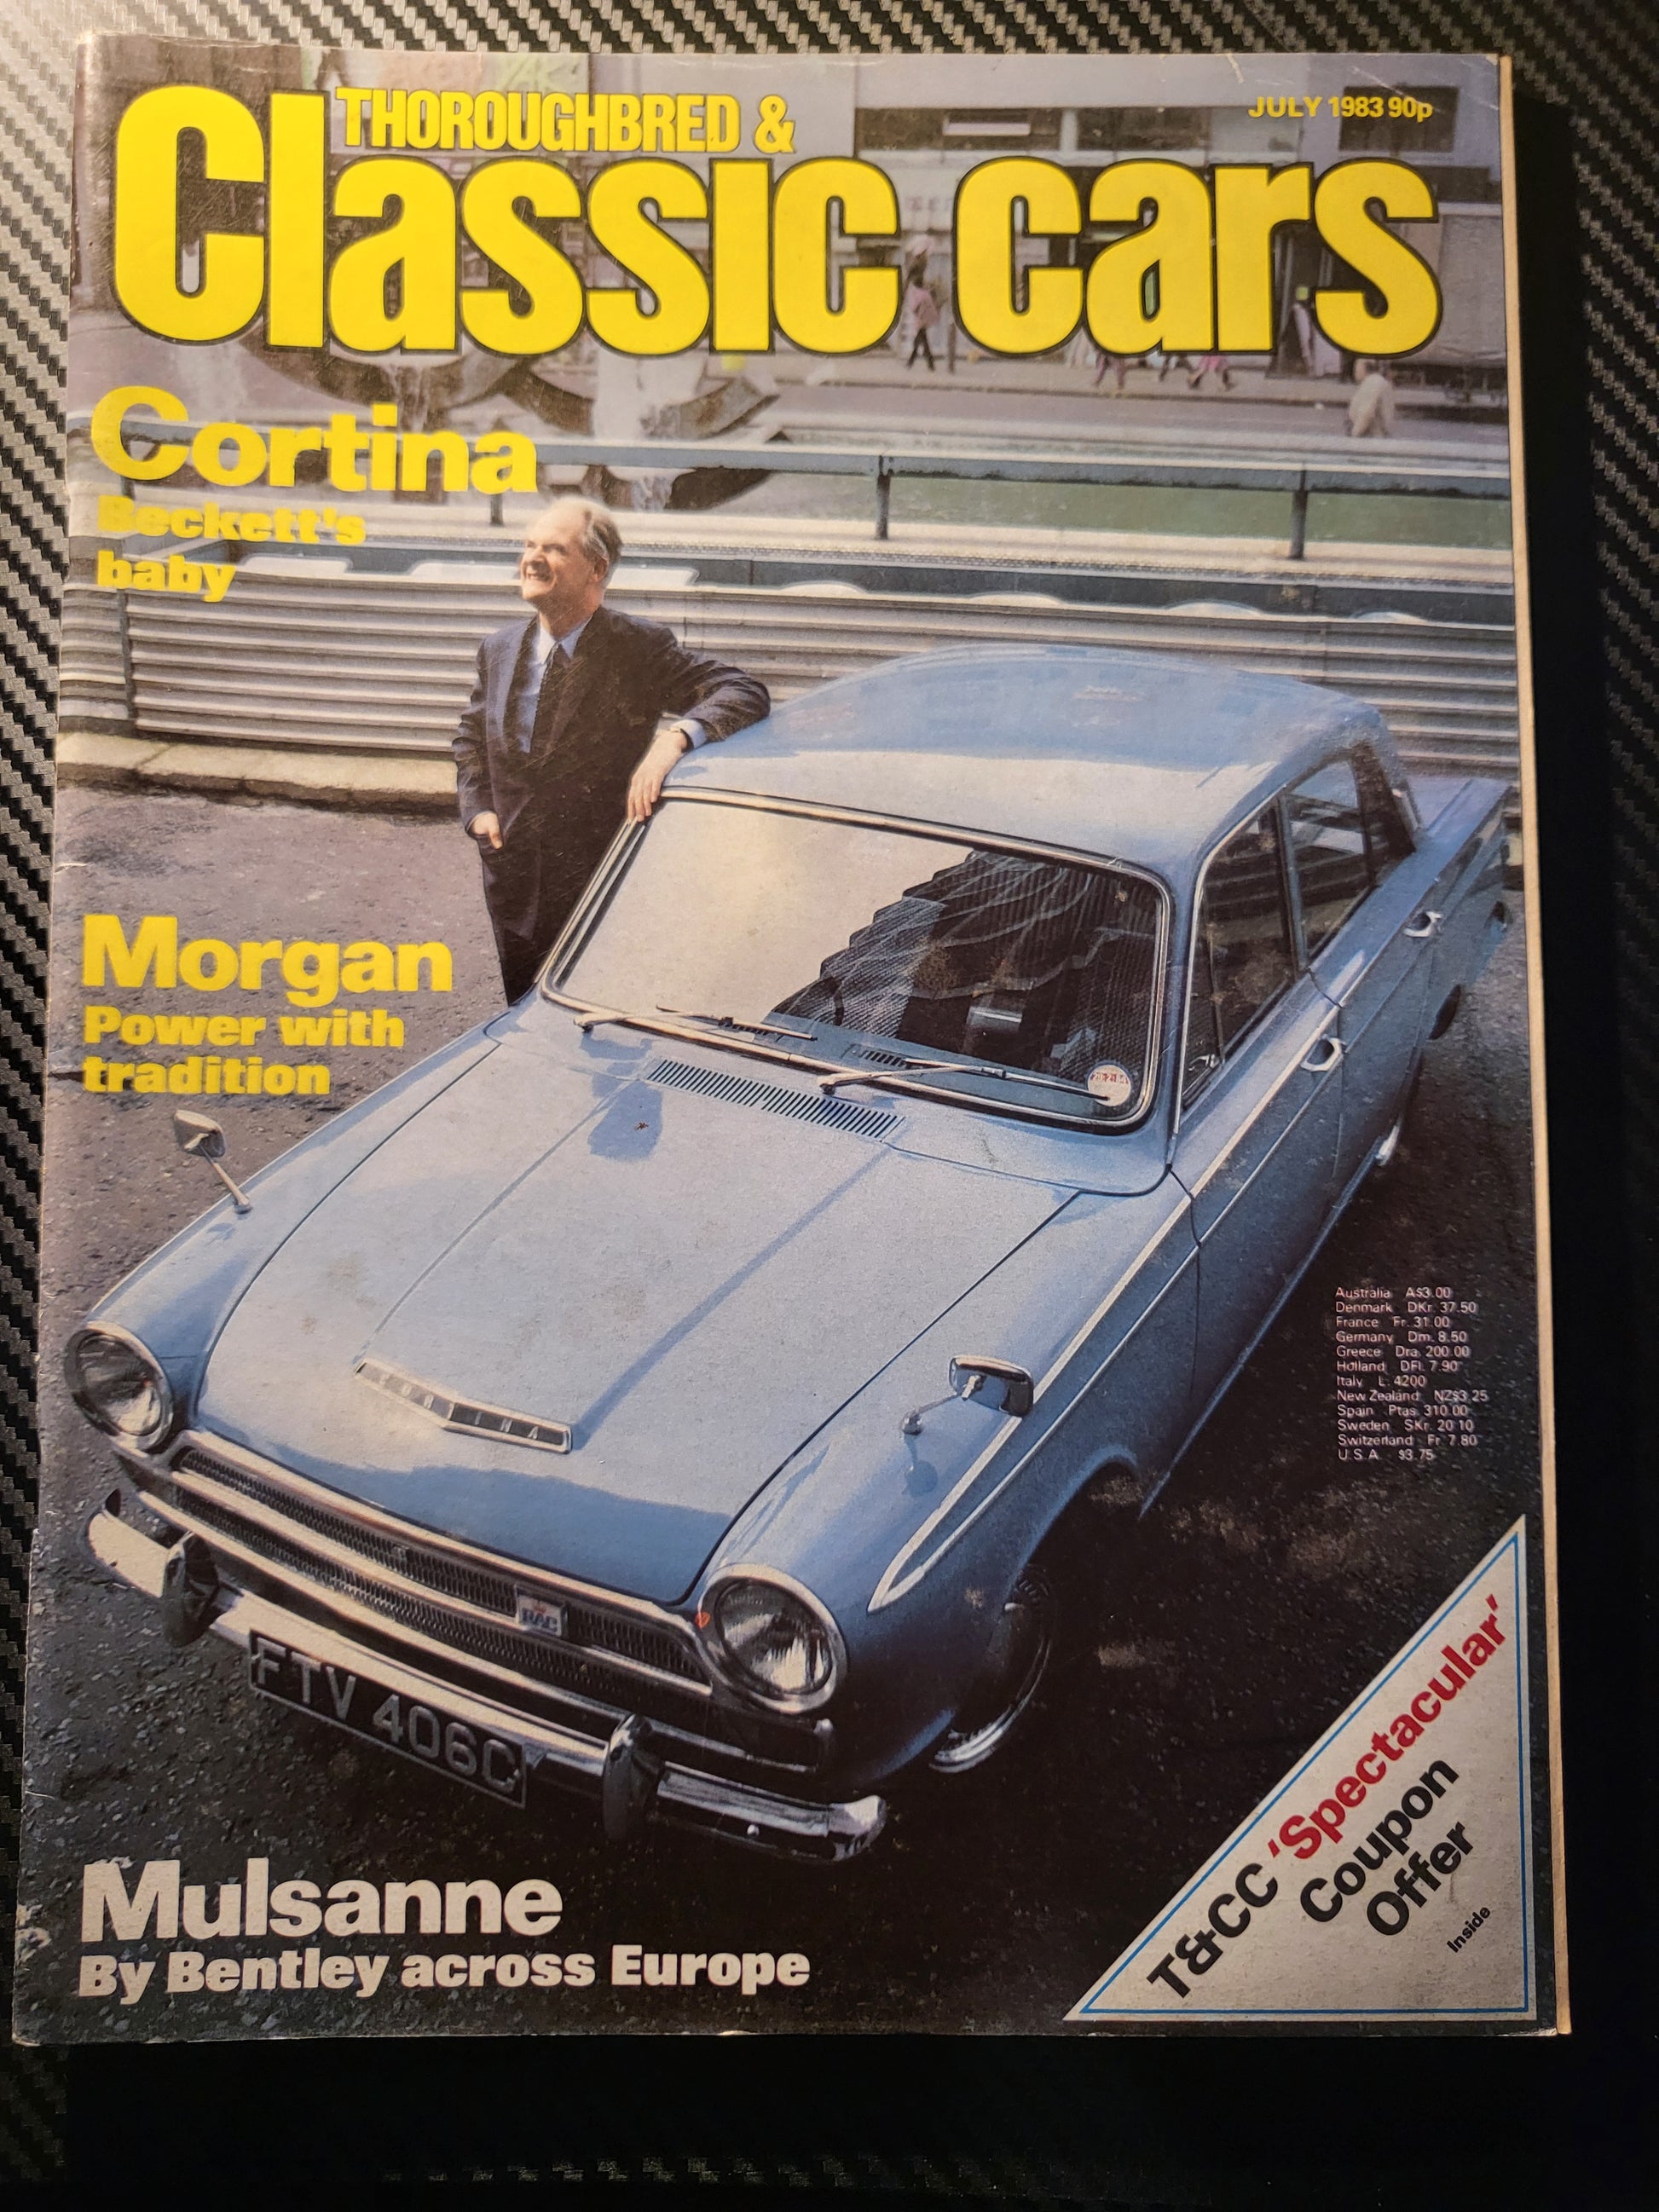 THOROUGHBRED &
Classic cars
JULY 1983 90p
Cortina
Beckett's
baby
Morgan
Power with
tradition
CORTINA
RAC
FTV 406C
Australia A$3.00
Denmark DKr. 37.50
France Fr. 31.00
Germany Dm. 8.50
Greece Dra. 200.00
Holland DFl. 7.90
Italy L. 4200
New Zealand NZ$3.25
Spain Ptas. 310.00
Sweden SKr. 20.10
Switzerland Fr. 7.80
U.S.A. $3.75
Mulsanne
By Bentley across Europe
T&CC 'Spectacular'
Coupon
Offer
Inside